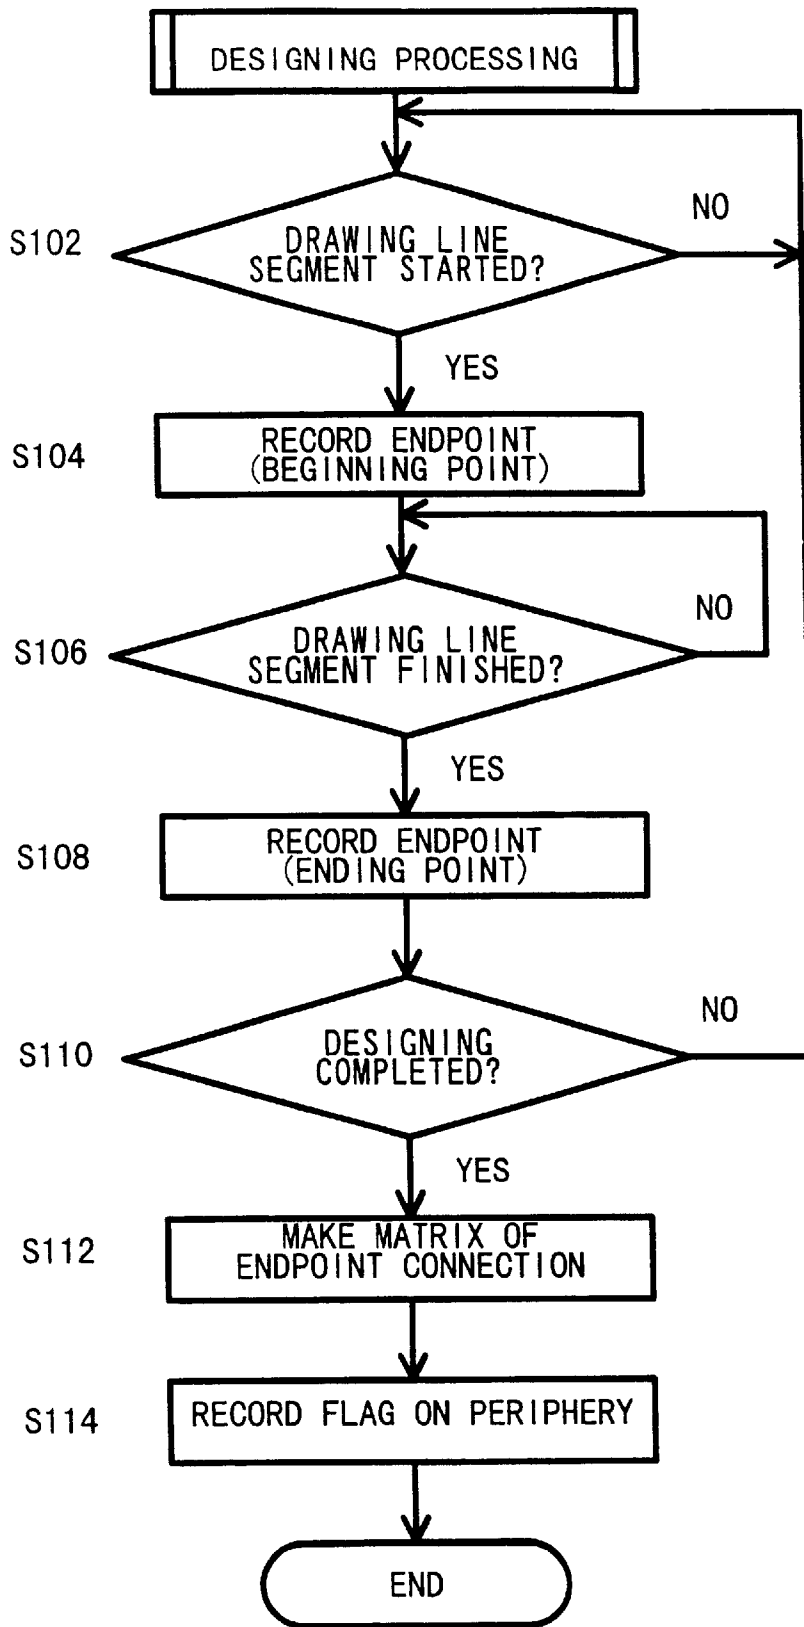 DESIGNING PROCESSING
NO
S102
DRAWING LINE
SEGMENT STARTED?
YES
S104
RECORD ENDPOINT
(BEGINNING POINT)
NO
S106
DRAWING LINE
SEGMENT FINISHED?
YES
S108
RECORD ENDPOINT
(ENDING POINT)
NO
S110
DESIGNING
COMPLETED?
YES
S112
MAKE MATRIX OF
ENDPOINT CONNECTION
S114
RECORD FLAG ON PERIPHERY
END